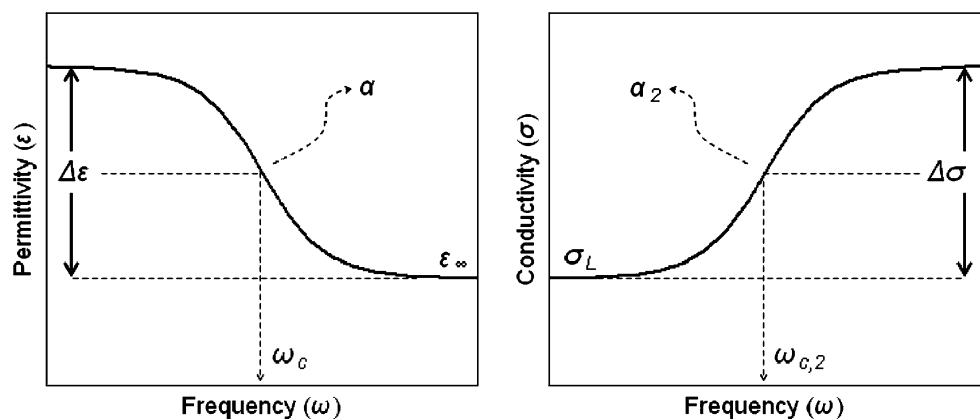 Permittivity (ε)
Δε
α
ε∞
ωc
Frequency (ω)
Conductivity (σ)
σL
α2
Δσ
ωc,2
Frequency (ω)